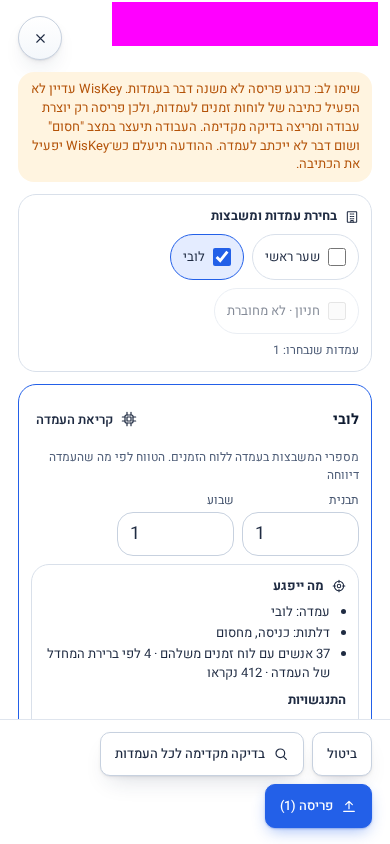 שימו לב: כרגע פריסה לא משנה דבר בעמדות. WisKey עדיין לא
הפעיל כתיבה של לוחות זמנים לעמדות, ולכן פריסה רק יוצרת
עבודה ומריצה בדיקה מקדימה. העבודה תיעצר במצב "חסום"
ושום דבר לא ייכתב לעמדה. ההודעה תיעלם כש־WisKey יפעיל
את הכתיבה.
בחירת עמדות ומשבצות
שער ראשי
לובי
חניון · לא מחוברת
עמדות שנבחרו: 1
לובי
קריאת העמדה
מספרי המשבצות בעמדה ללוח הזמנים. הטווח לפי מה שהעמדה
דיווחה
תבנית
שבוע
1
1
מה ייפגע
עמדה: לובי
דלתות: כניסה, מחסום
37 אנשים עם לוח זמנים משלהם · 4 לפי ברירת המחדל
של העמדה · 412 נקראו
התנגשויות
ביטול
בדיקה מקדימה לכל העמדות
פריסה (1)